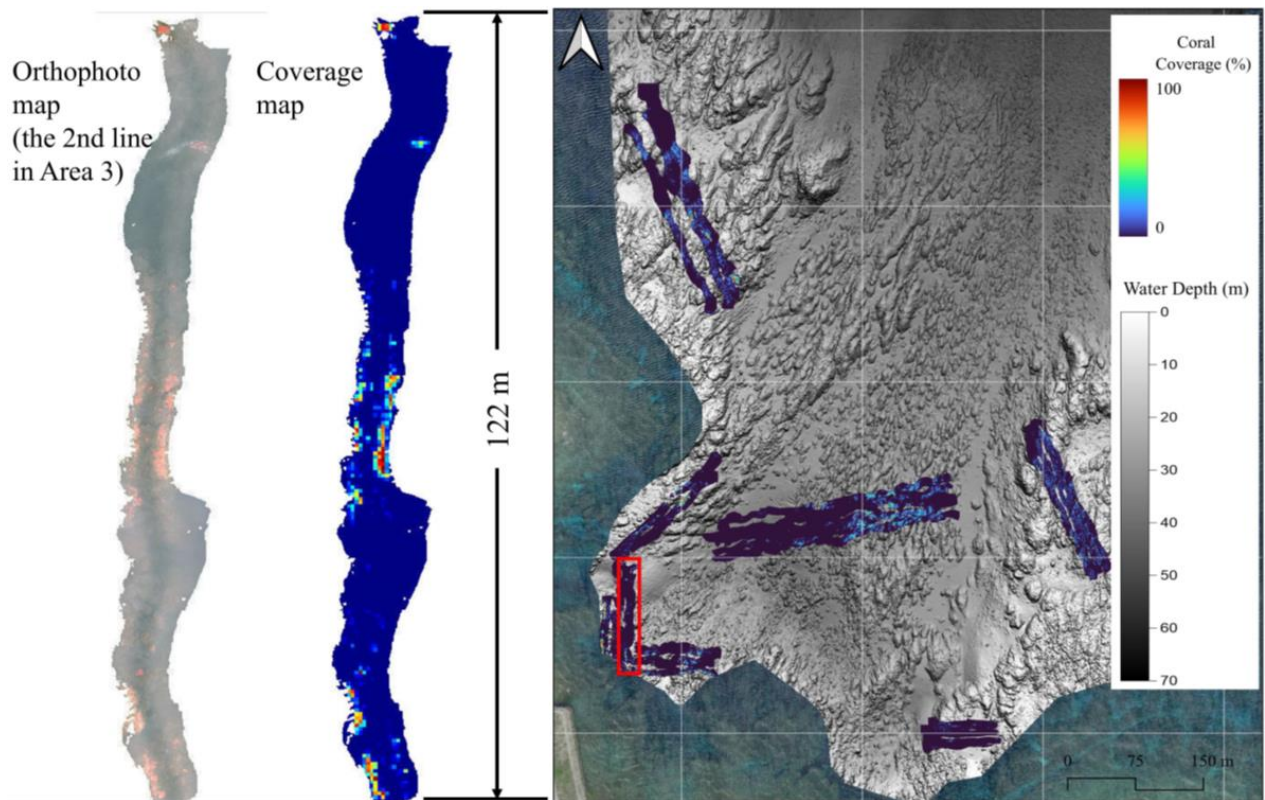 Orthophoto
map
(the 2nd line
in Area 3)
Coverage
map
122 m
Coral
Coverage (%)
100
0
Water Depth (m)
0
10
20
30
40
50
60
70
0 75 150 m